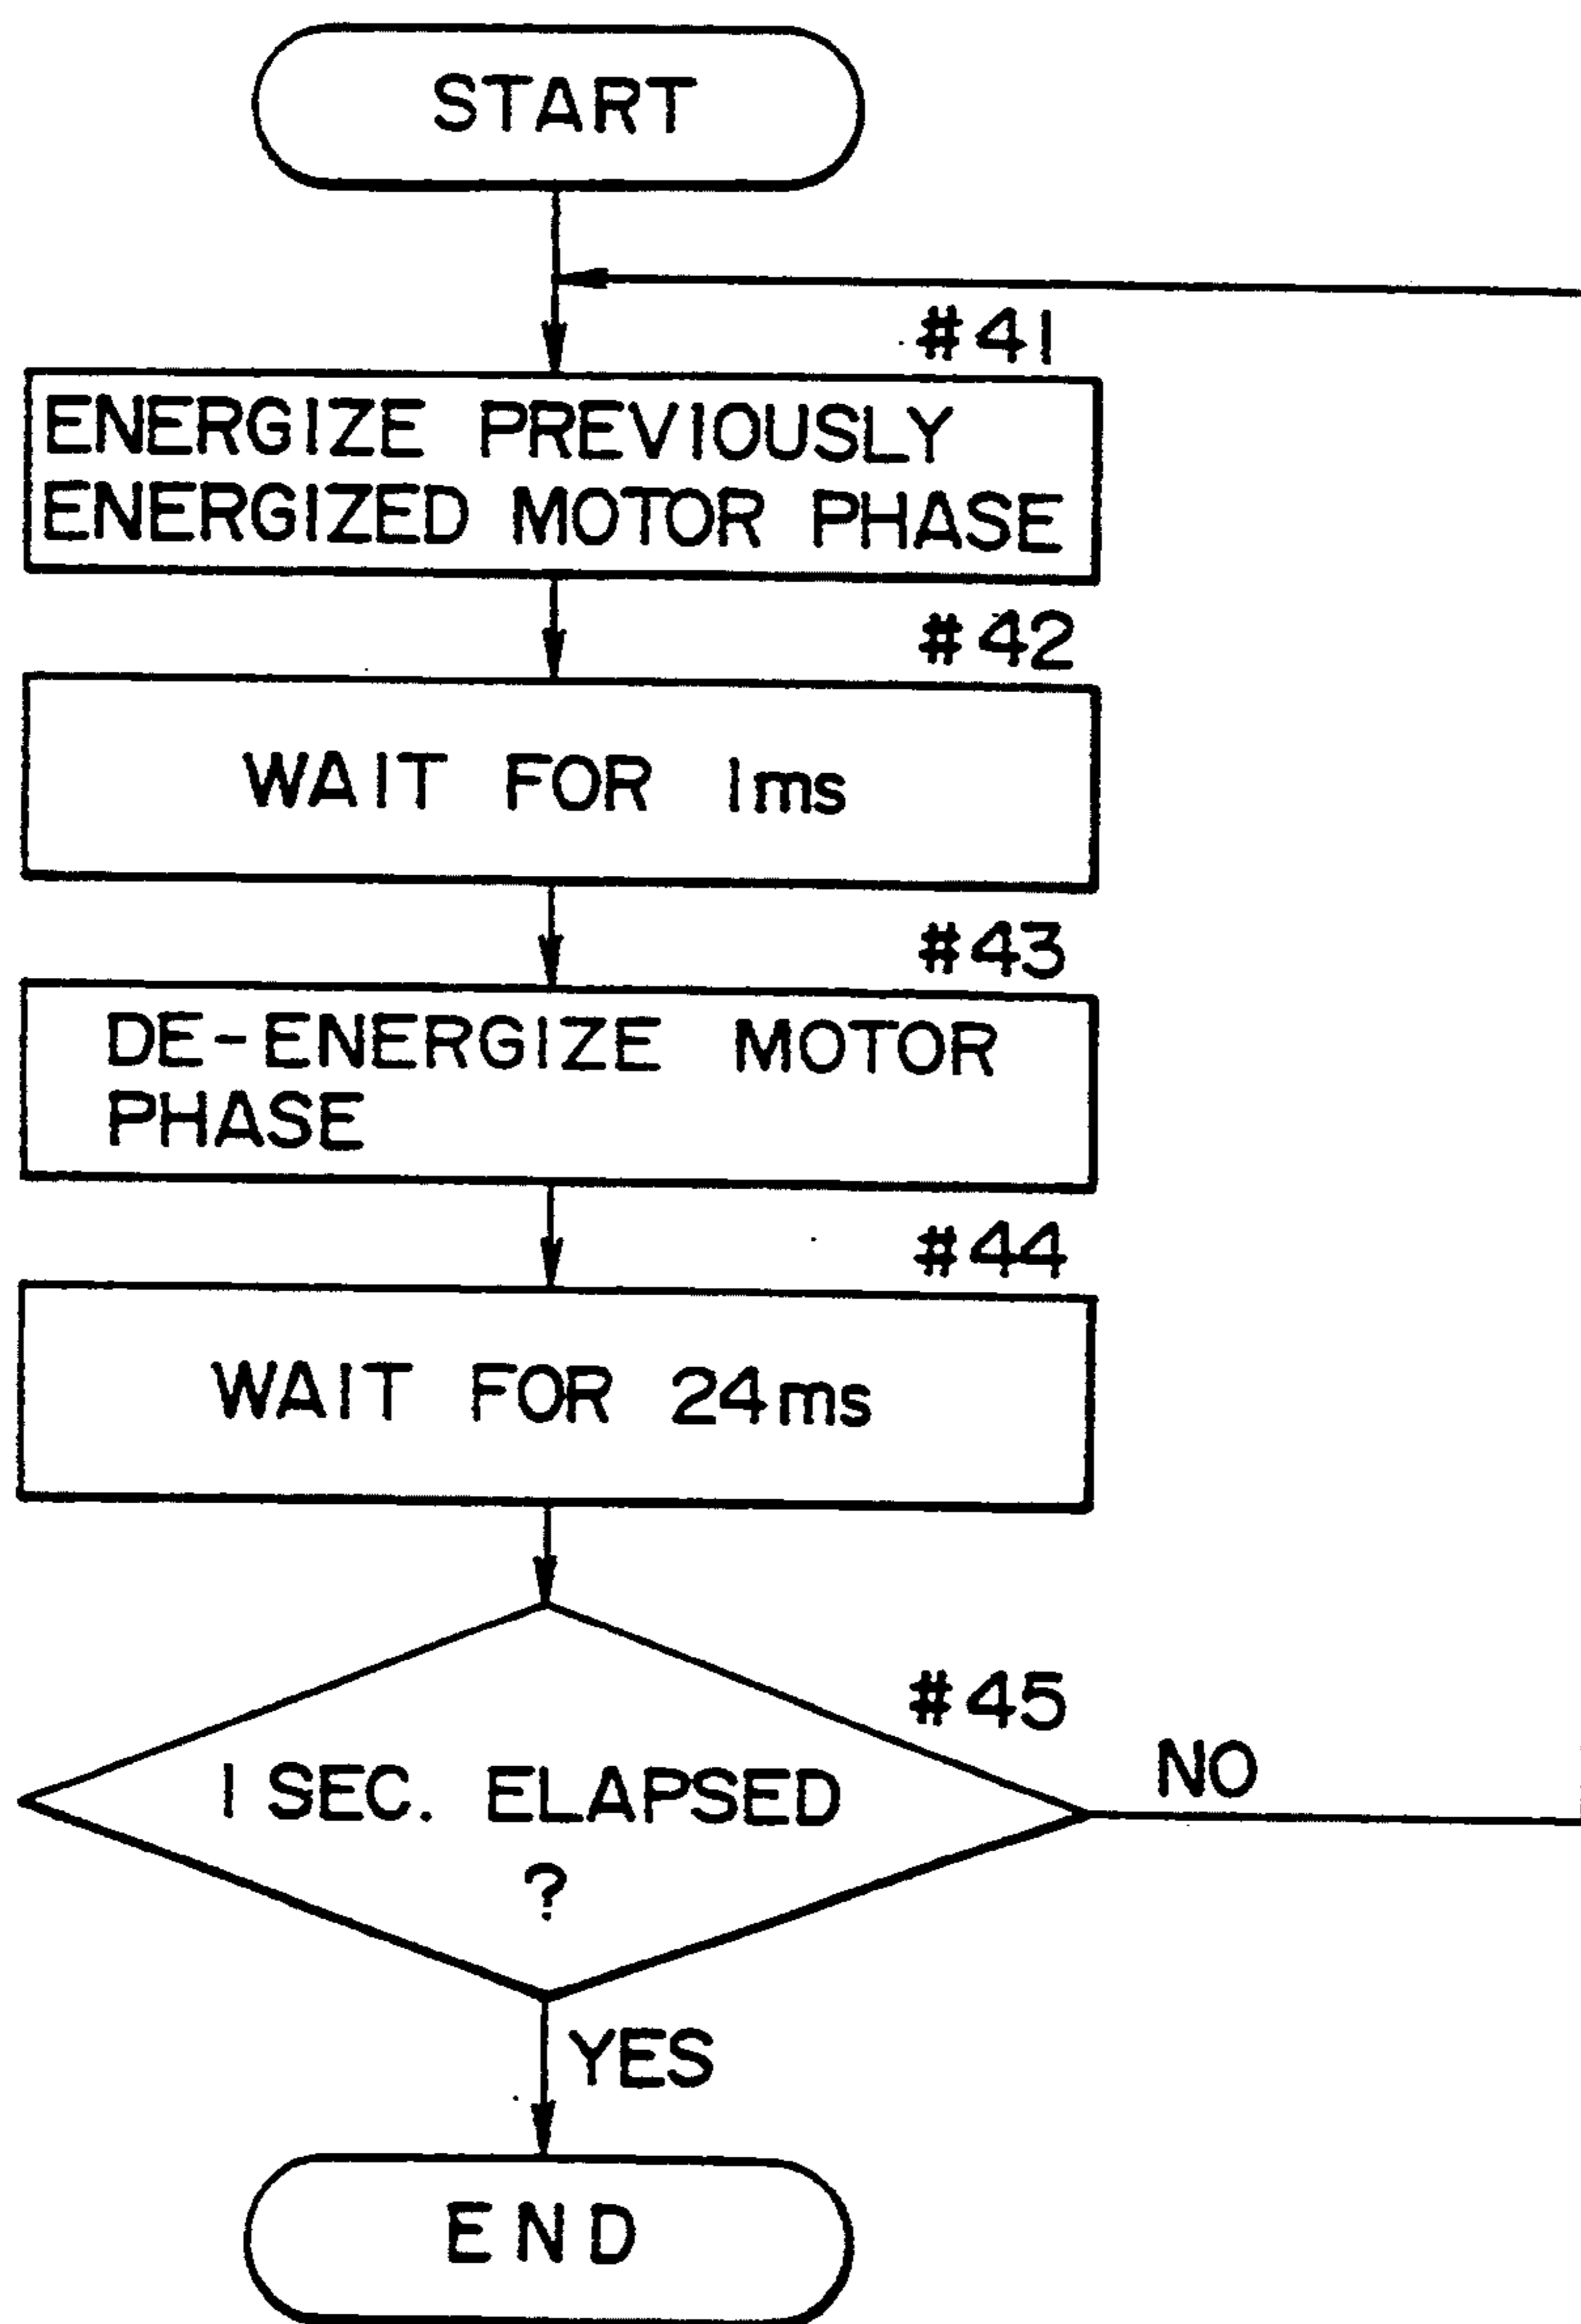 START
#41
ENERGIZE PREVIOUSLY
ENERGIZED MOTOR PHASE
#42
WAIT FOR 1ms
#43
DE-ENERGIZE MOTOR
PHASE
#44
WAIT FOR 24ms
#45
1 SEC. ELAPSED
?
NO
YES
END